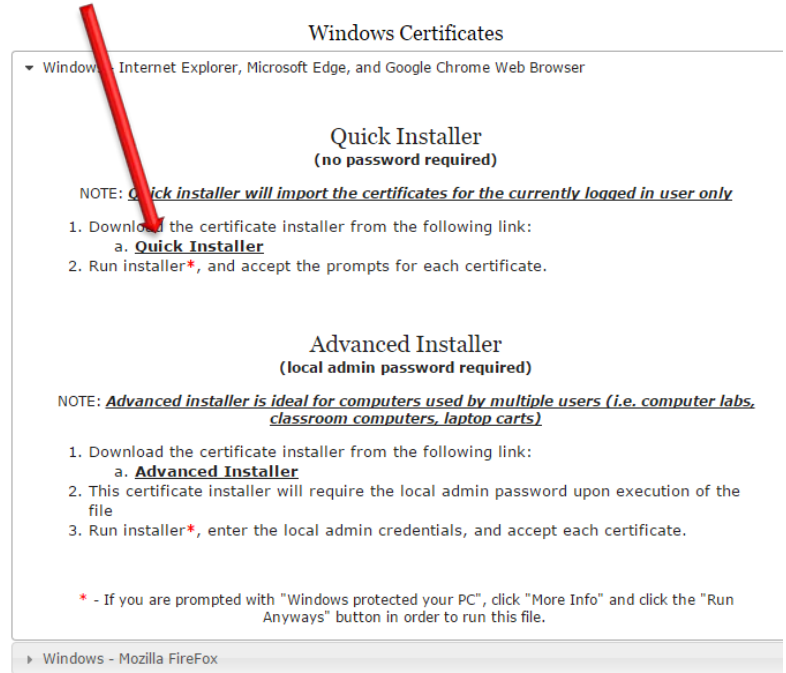 Windows Certificates
Windows - Internet Explorer, Microsoft Edge, and Google Chrome Web Browser
Quick Installer
(no password required)
NOTE: Quick installer will import the certificates for the currently logged in user only
1. Download the certificate installer from the following link:
a. Quick Installer
2. Run installer*, and accept the prompts for each certificate.
Advanced Installer
(local admin password required)
NOTE: Advanced installer is ideal for computers used by multiple users (i.e. computer labs,
classroom computers, laptop carts)
1. Download the certificate installer from the following link:
a. Advanced Installer
2. This certificate installer will require the local admin password upon execution of the
file
3. Run installer*, enter the local admin credentials, and accept each certificate.
* - If you are prompted with "Windows protected your PC", click "More Info" and click the "Run
Anyways" button in order to run this file.
Windows - Mozilla FireFox